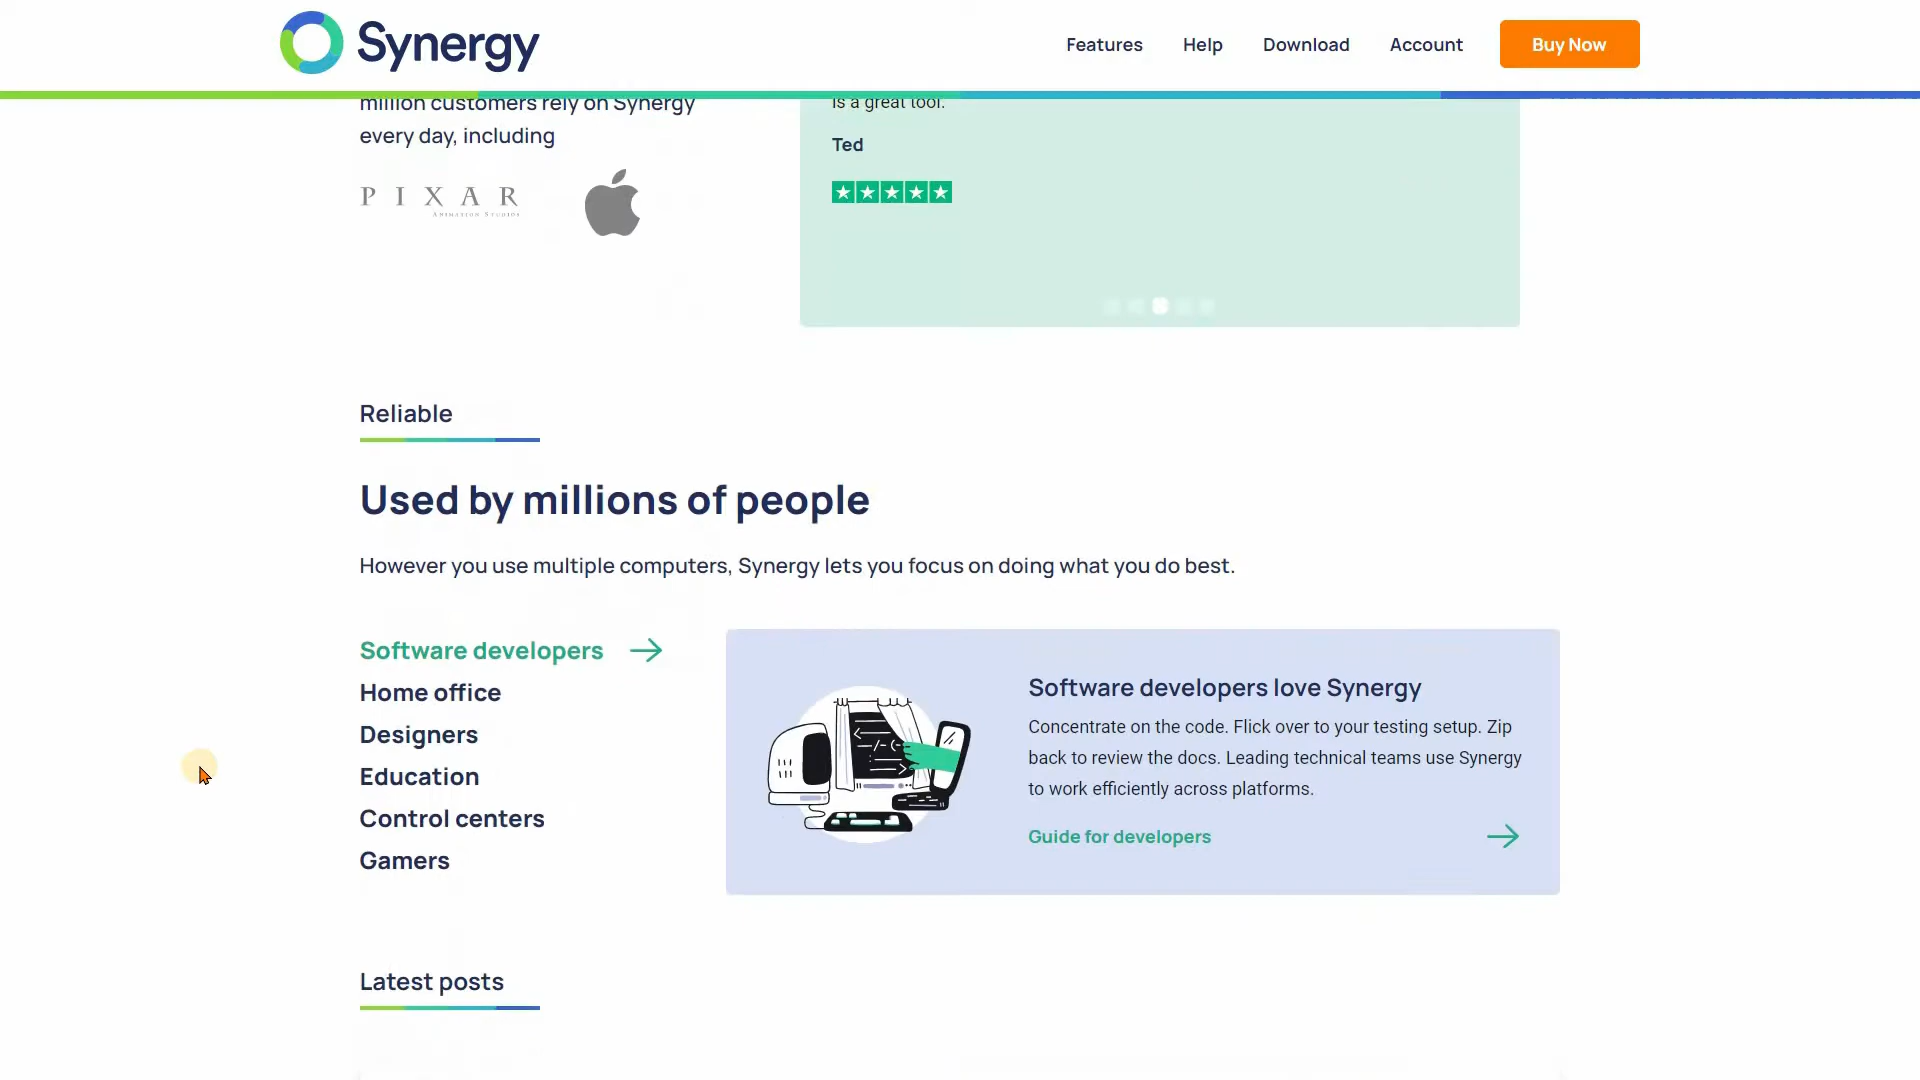 Synergy
Features
Help
Download
Account
Buy Now
million customers rely on Synergy
every day, including
PIXAR
ANIMATION STUDIOS
is a great tool.
Ted
Reliable
Used by millions of people
However you use multiple computers, Synergy lets you focus on doing what you do best.
Software developers
Home office
Designers
Education
Control centers
Gamers
Software developers love Synergy
Concentrate on the code. Flick over to your testing setup. Zip
back to review the docs. Leading technical teams use Synergy
to work efficiently across platforms.
Guide for developers
Latest posts